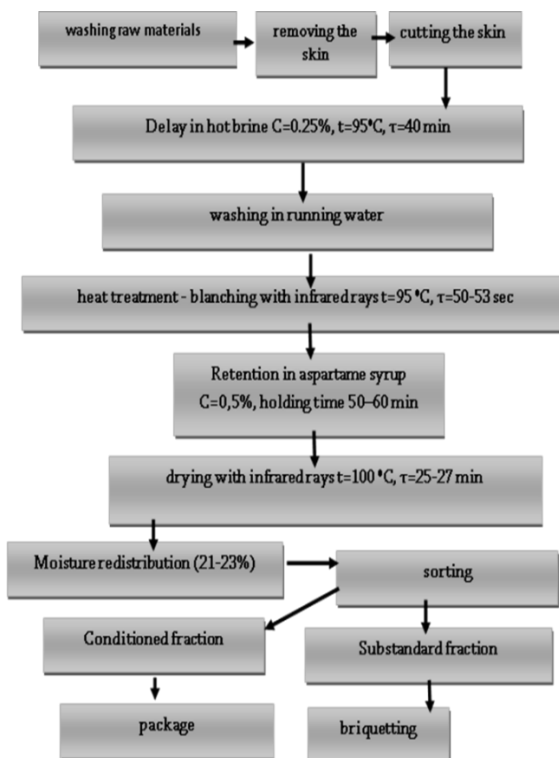 washing raw materials
removing the
skin
cutting the skin
Delay in hot brine C=0.25%, t=95°C, τ=40 min
washing in running water
heat treatment - blanching with infrared rays t=95 °C, τ=50-53 sec
Retention in aspartame syrup
C=0,5%, holding time 50–60 min
drying with infrared rays t=100 °C, τ=25-27 min
Moisture redistribution (21-23%)
sorting
Conditioned fraction
Substandard fraction
package
briquetting